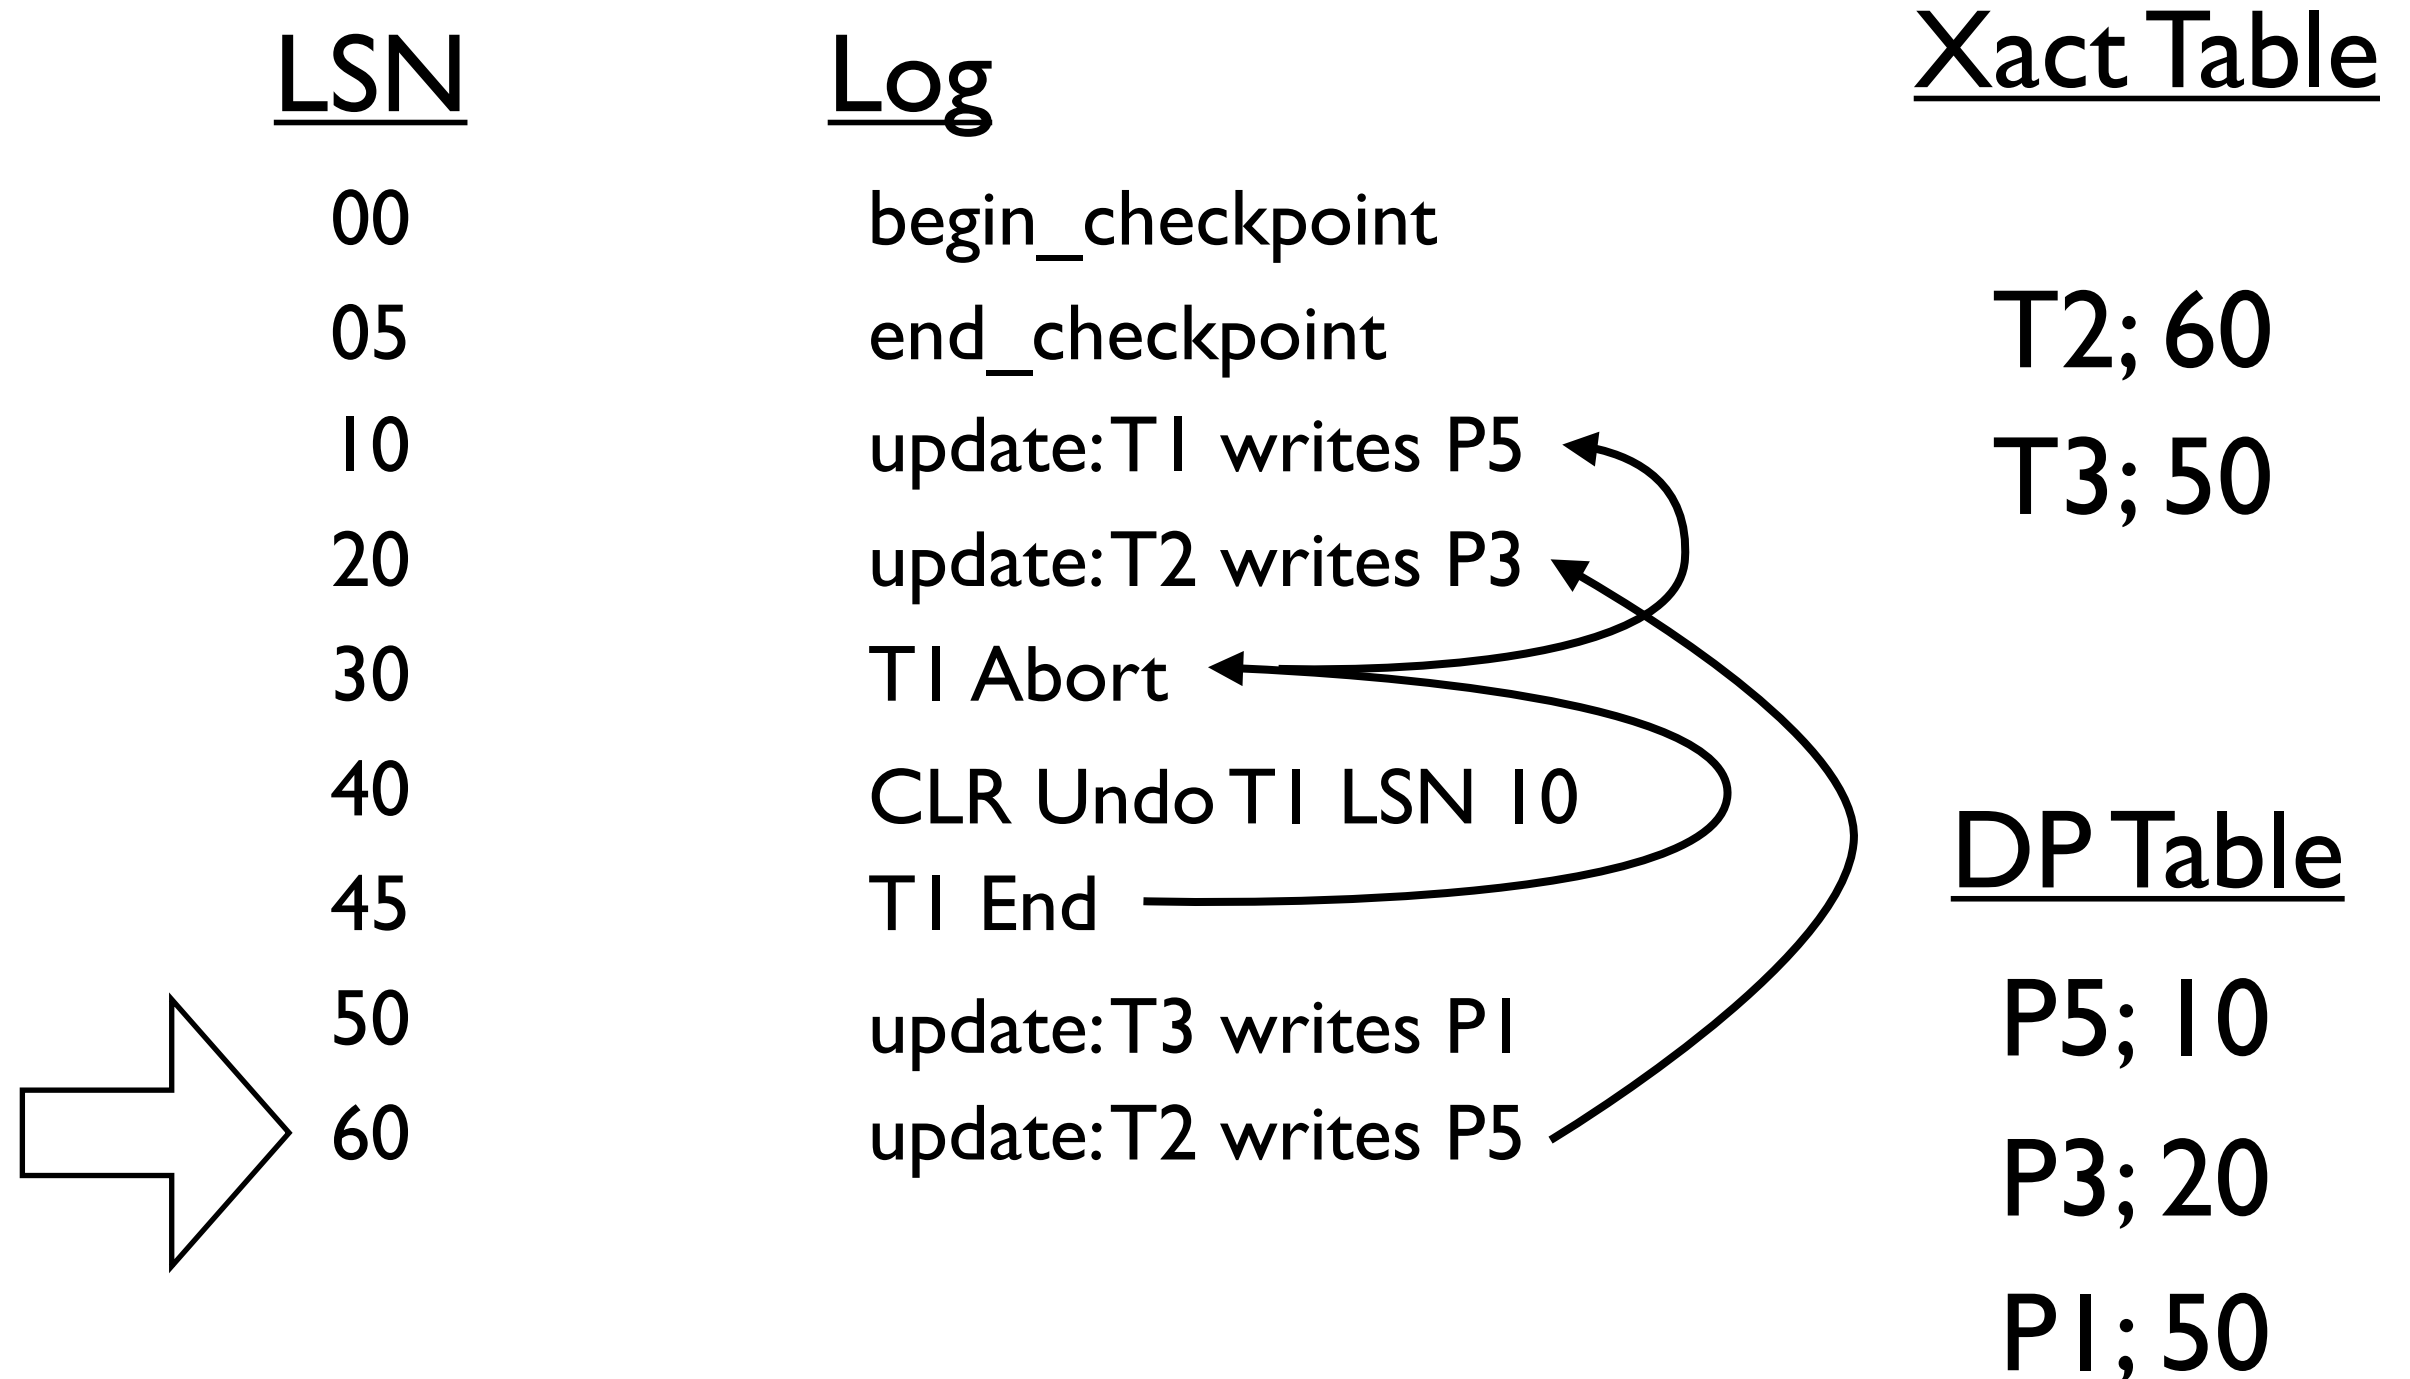 LSN
Log
Xact Table
00 begin_checkpoint
05 end_checkpoint
10 update: T1 writes P5
20 update: T2 writes P3
30 T1 Abort
40 CLR Undo T1 LSN 10
45 T1 End
50 update: T3 writes P1
60 update: T2 writes P5
T2; 60
T3; 50
DP Table
P5; 10
P3; 20
P1; 50